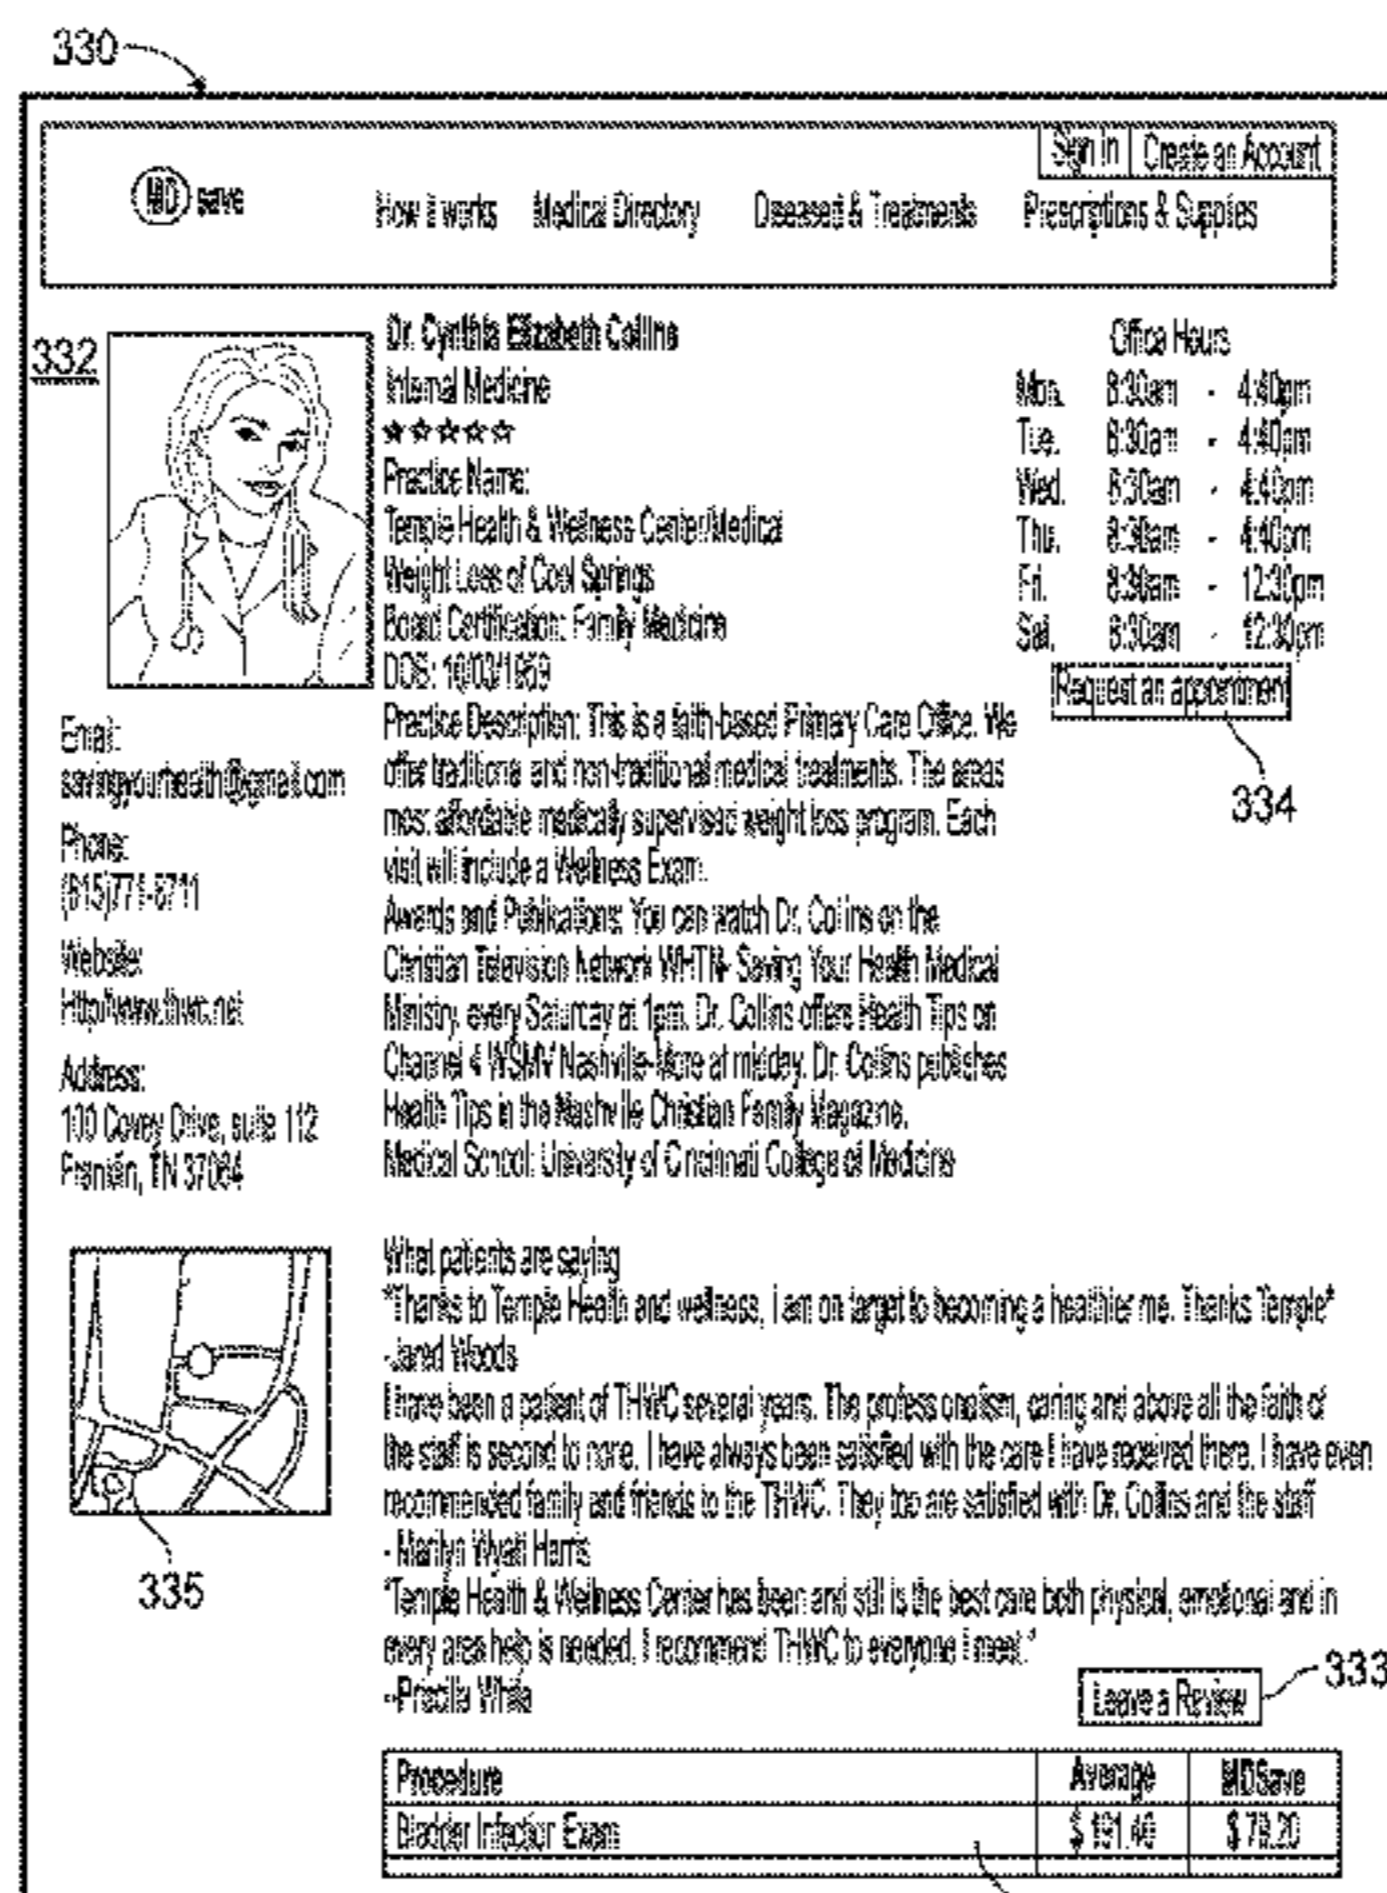 330
Sign In Create an Account
MD save How it works Medical Directory Diseased & Treatments Prescriptions & Supplies
332
Dr. Cynthia Elizabeth Collins
Internal Medicine
☆☆☆☆☆
Practice Name:
Temple Health & Wellness Center/Medical
Weight Loss of Cool Springs
Board Certification: Family Medicine
DOS: 10/03/1959
Practice Description: This is a faith-based Primary Care Office. We
offer traditional and non-traditional medical treatments. The areas
most affordable medically supervised weight loss program. Each
visit will include a Wellness Exam.
Awards and Publications: You can watch Dr. Collins on the
Christian Television Network WHTN- Saving Your Health Medical
Ministry, every Saturday at 1pm. Dr. Collins offers Health Tips on
Channel 4 WSMV Nashville-More at midday. Dr. Collins publishes
Health Tips in the Nashville Christian Family Magazine.
Medical School: University of Cincinnati College of Medicine
Office Hours
Mon. 8:30am - 4:40pm
Tue. 8:30am - 4:40pm
Wed. 8:30am - 4:40pm
Thu. 8:30am - 4:40pm
Fri. 8:30am - 12:30pm
Sat. 8:30am - 12:30pm
Request an appointment
334
Email:
savingyourhealth@gmail.com
Phone:
Website:
Address:
100 Covey Drive, suite 112
Franklin, TN 37064
335
What patients are saying
"Thanks to Temple Health and wellness, I am on target to becoming a healthier me. Thanks Temple"
-Jared Woods
I have been a patient of THWC several years. The professionalism, caring and above all the faith of
the staff is second to none. I have always been satisfied with the care I have received there. I have even
recommended family and friends to the THWC. They too are satisfied with Dr. Collins and the staff
- Marilyn Wyatt Harris
"Temple Health & Wellness Center has been and still is the best care both physical, emotional and in
every area help is needed. I recommend THWC to everyone I meet."
--Priscilla White
Leave a Review
333
Procedure Average MDSave
Bladder Infection Exam $ 191.40 $ 79.20